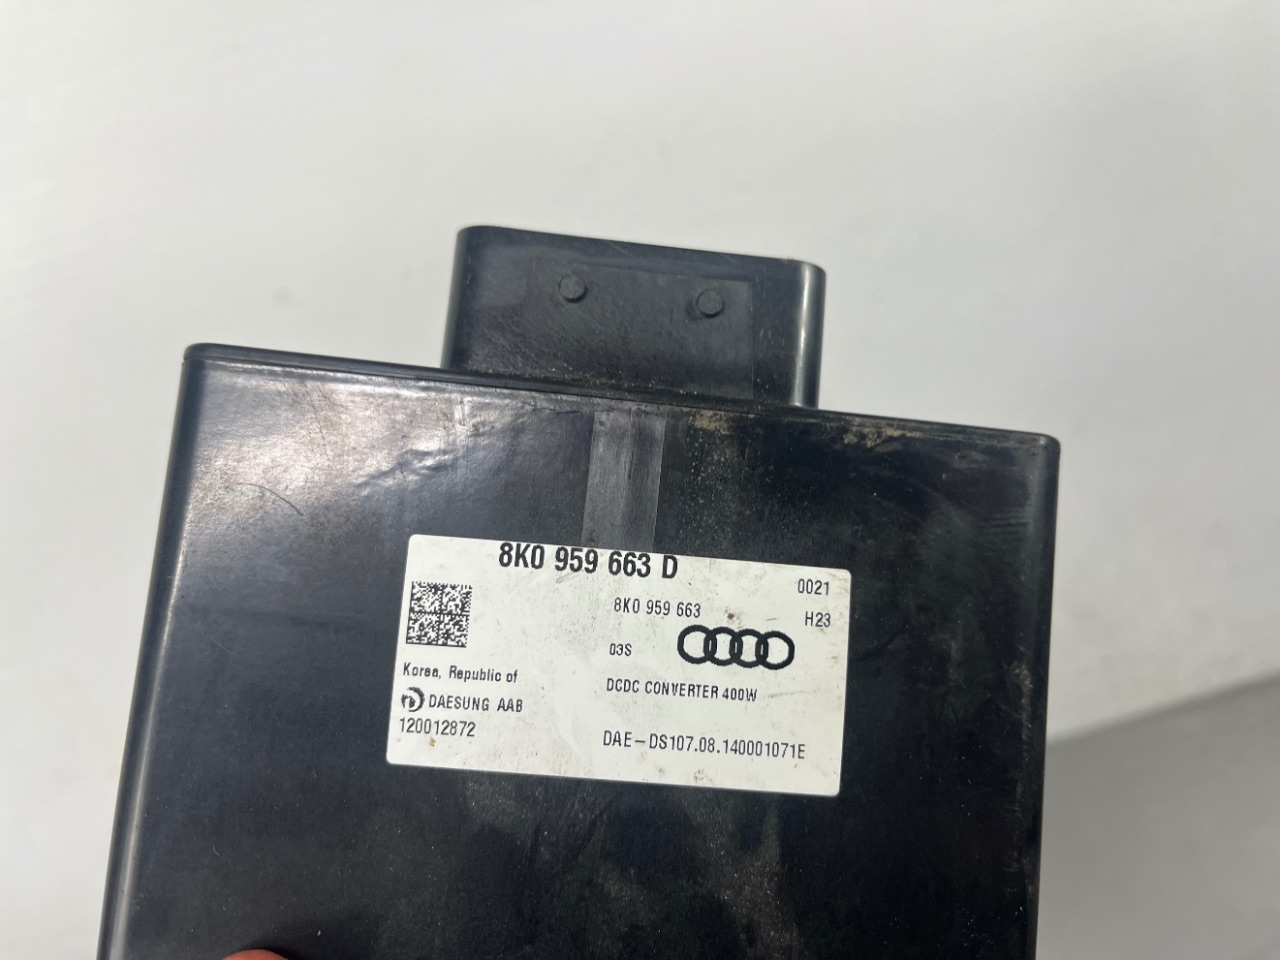 8K0 959 663 D
0021
8K0 959 663
H23
03S
Korea, Republic of
DCDC CONVERTER 400W
DAESUNG AAB
120012872
DAE-DS107.08.140001071E